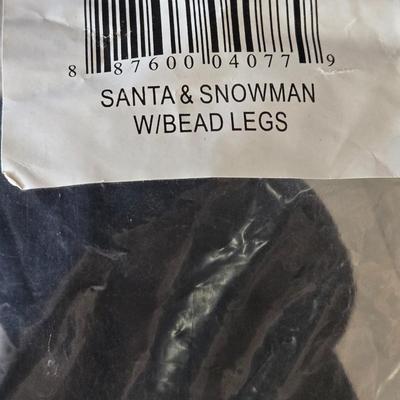 8 87600 04077 9
SANTA & SNOWMAN
W/BEAD LEGS